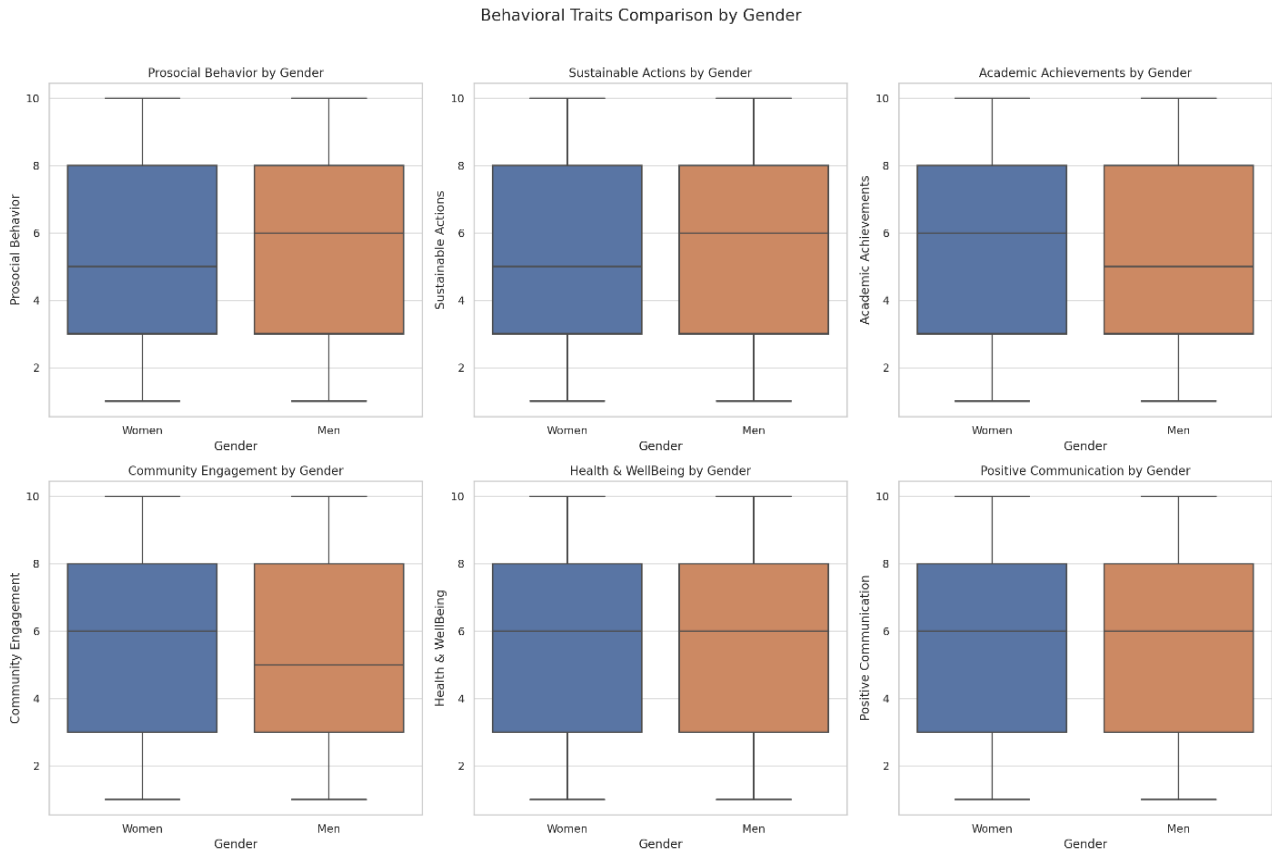 Behavioral Traits Comparison by Gender
Prosocial Behavior by Gender
Prosocial Behavior
10
8
6
4
2
Women
Men
Gender
Sustainable Actions by Gender
Sustainable Actions
10
8
6
4
2
Women
Men
Gender
Academic Achievements by Gender
Academic Achievements
10
8
6
4
2
Women
Men
Gender
Community Engagement by Gender
Community Engagement
10
8
6
4
2
Women
Men
Gender
Health & WellBeing by Gender
Health & WellBeing
10
8
6
4
2
Women
Men
Gender
Positive Communication by Gender
Positive Communication
10
8
6
4
2
Women
Men
Gender